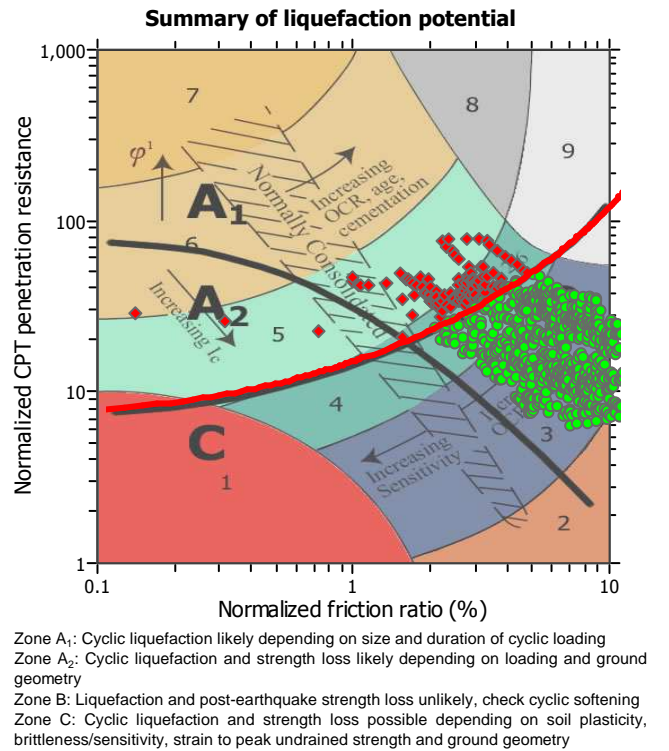 Summary of liquefaction potential
Normalized CPT penetration resistance
1,000
100
10
1
0.1
1
10
Normalized friction ratio (%)
7
8
9
φ1
A1
Normally Consolidated
Increasing
OCR, age,
cementation
6
A2
Increasing Ic
5
4
3
C
1
Increasing
Sensitivity
2
Zone A1: Cyclic liquefaction likely depending on size and duration of cyclic loading
Zone A2: Cyclic liquefaction and strength loss likely depending on loading and ground
geometry
Zone B: Liquefaction and post-earthquake strength loss unlikely, check cyclic softening
Zone C: Cyclic liquefaction and strength loss possible depending on soil plasticity,
brittleness/sensitivity, strain to peak undrained strength and ground geometry